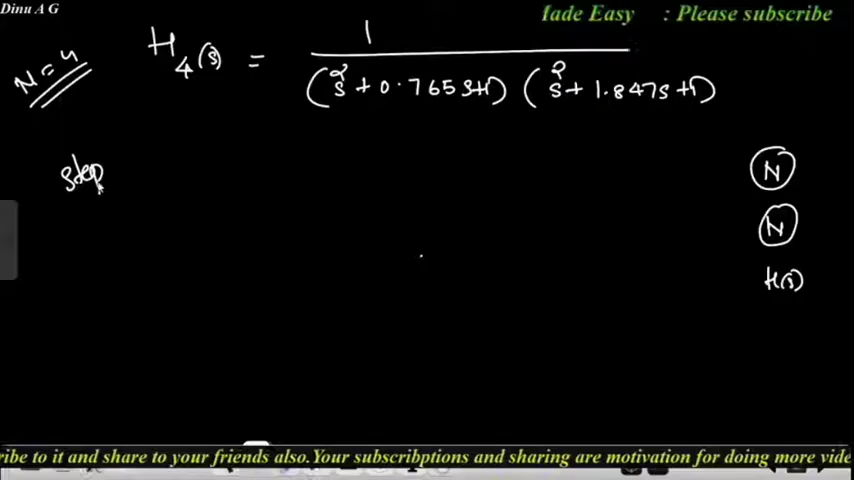 Dinu A G
Made Easy : Please subscribe
N=4
H4(s) = 1 / (s²+0.765s+1) (s²+1.847s+1)
step
N
N
H(s)
ribe to it and share to your friends also.Your subscribptions and sharing are motivation for doing more vide